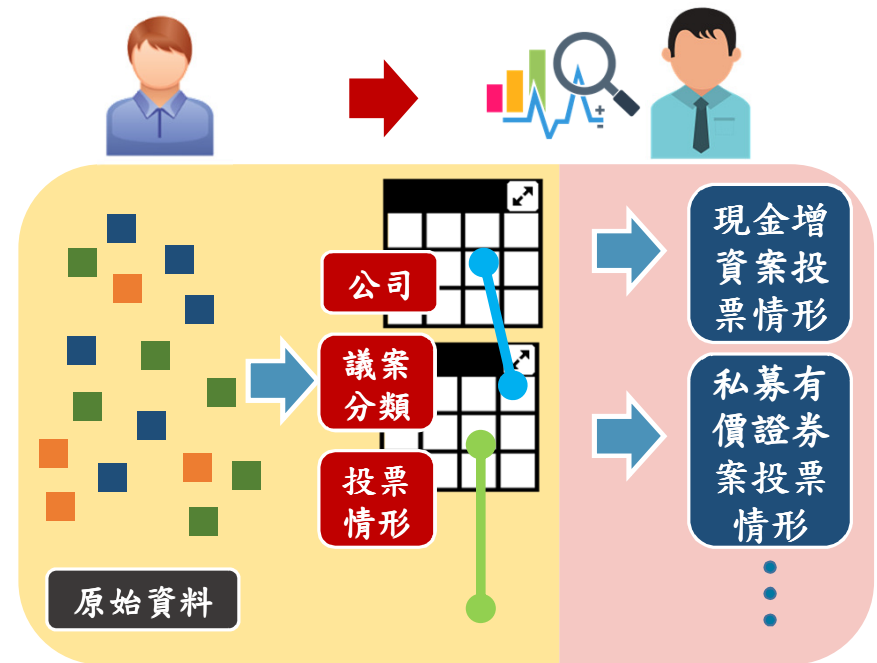 公司
議案
分類
投票
情形
原始資料
現金增
資案投
票情形
私募有
價證券
案投票
情形